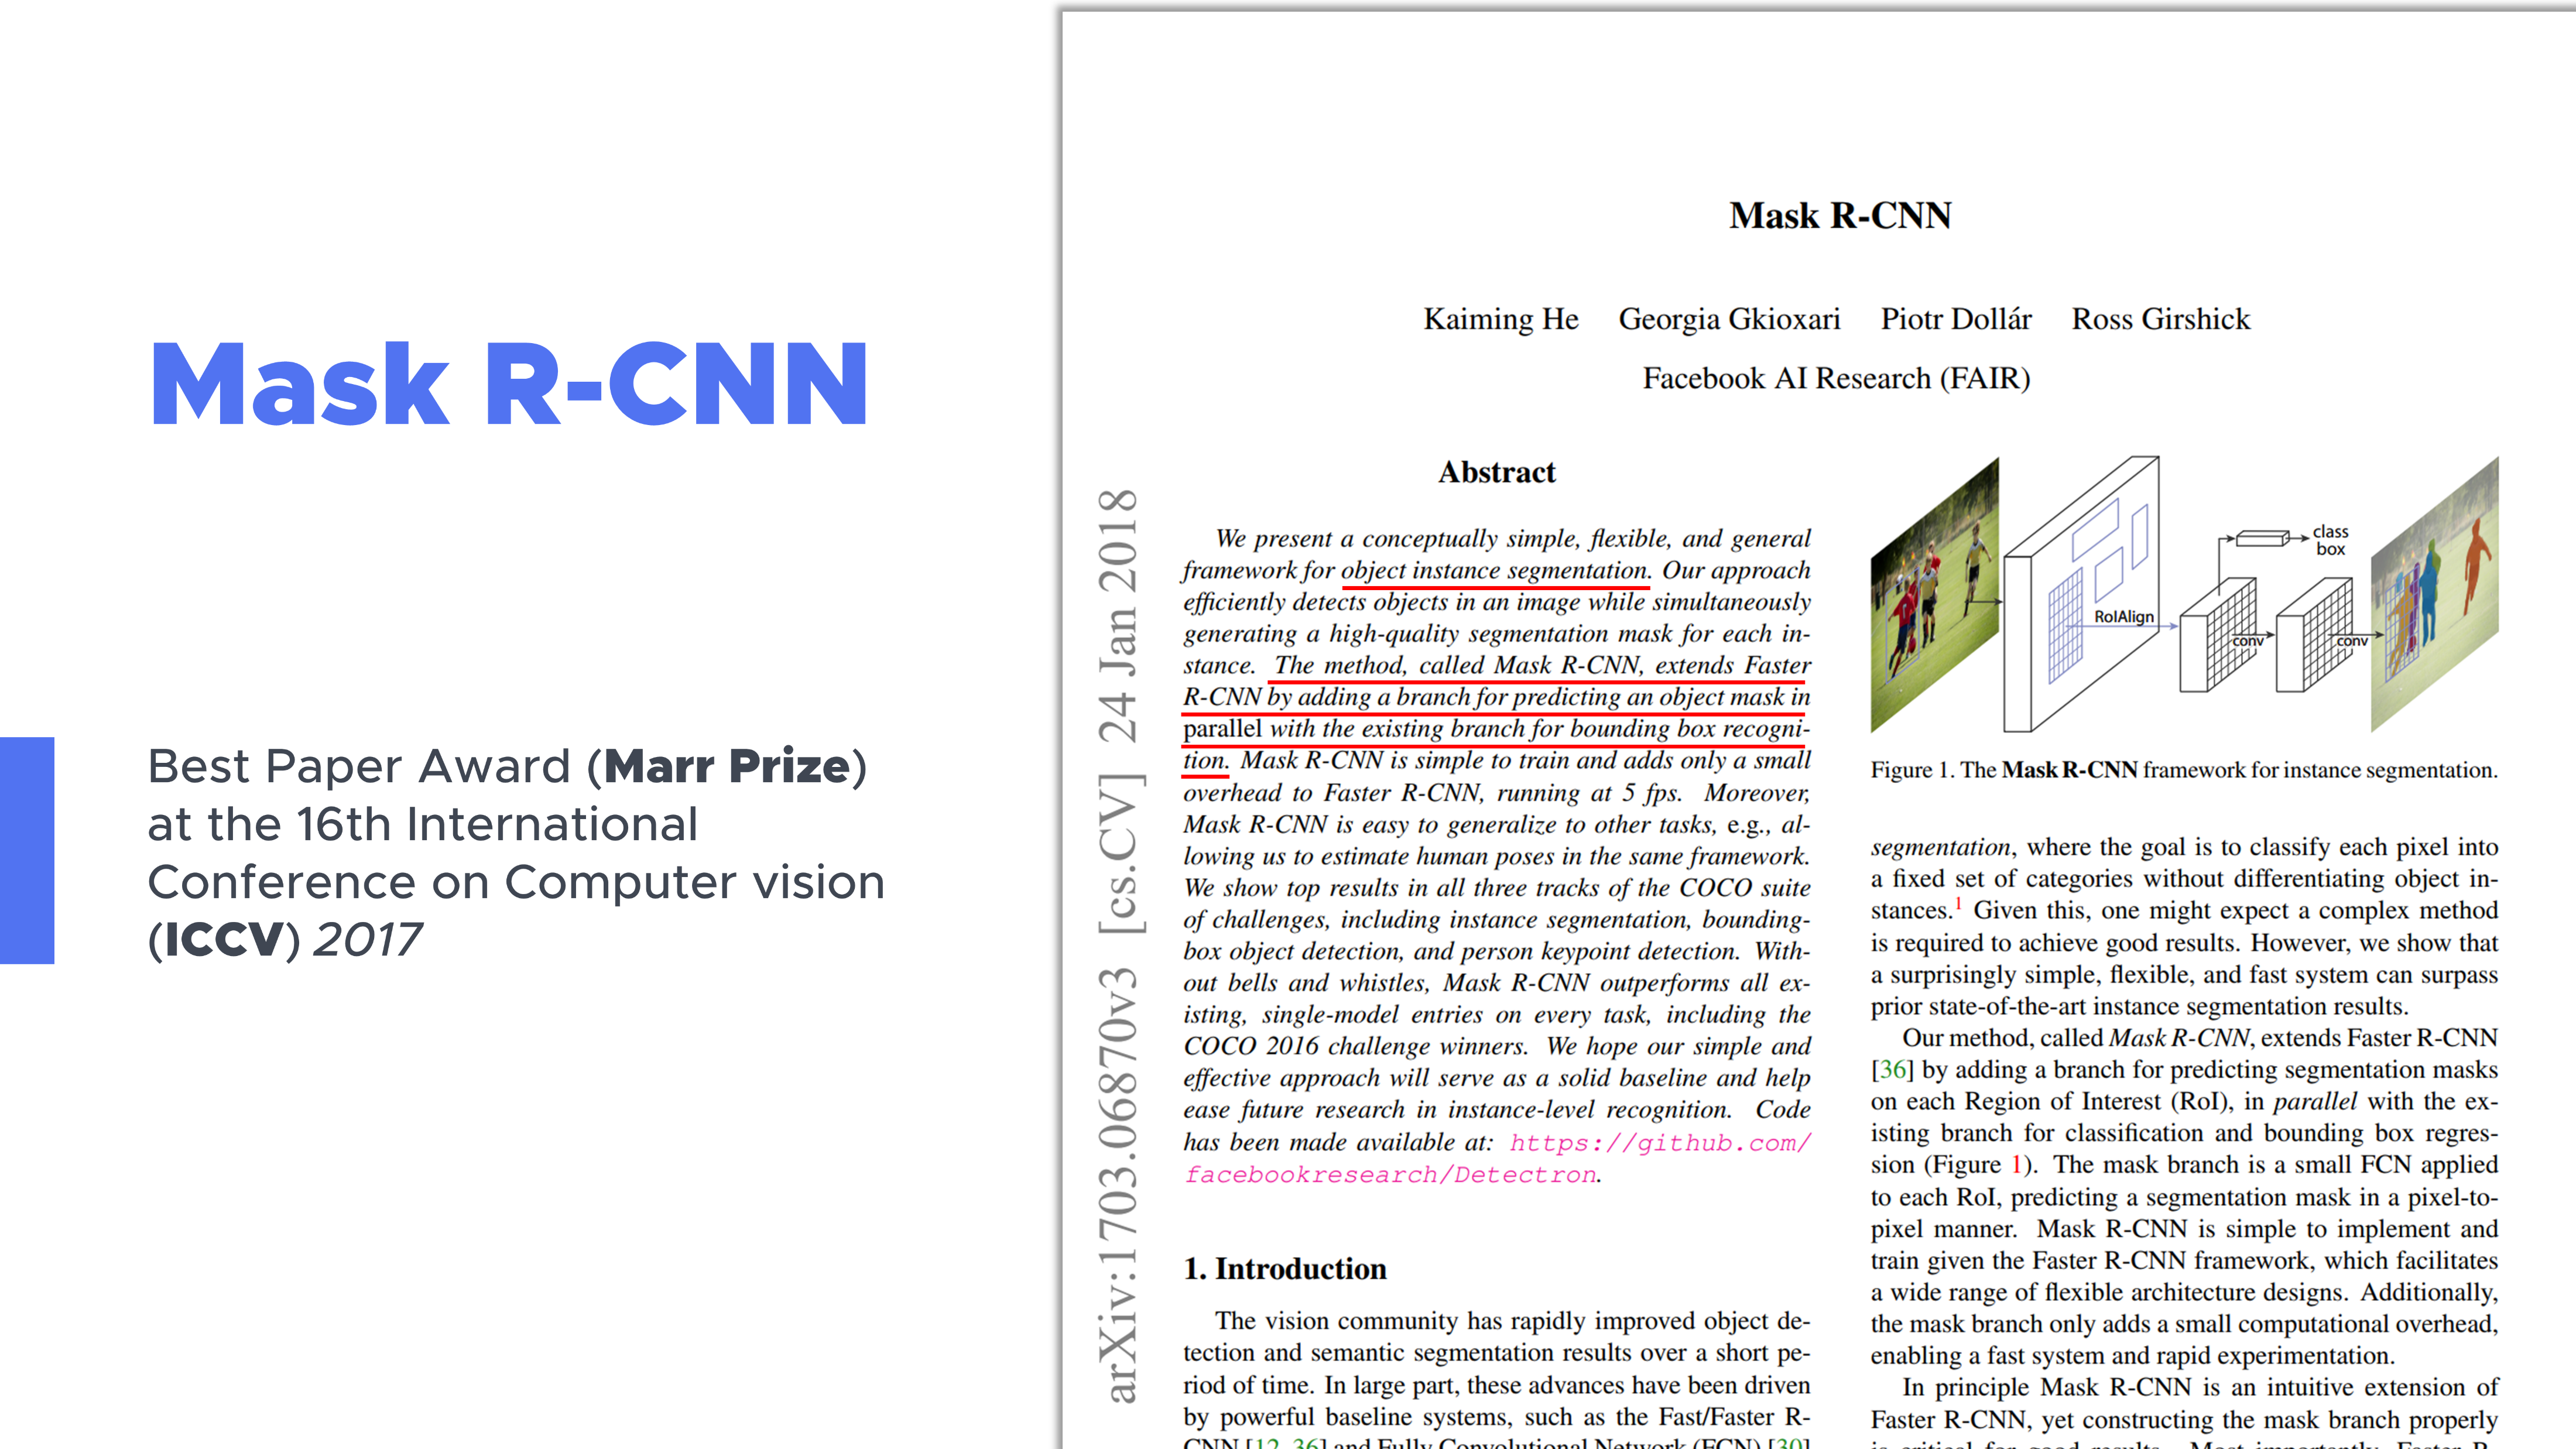 Mask R-CNN
Best Paper Award (Marr Prize)
at the 16th International
Conference on Computer vision
(ICCV) 2017
arXiv:1703.06870v3 [cs.CV] 24 Jan 2018
Mask R-CNN
Kaiming He Georgia Gkioxari Piotr Dollár Ross Girshick
Facebook AI Research (FAIR)
Abstract
We present a conceptually simple, flexible, and general
framework for object instance segmentation. Our approach
efficiently detects objects in an image while simultaneously
generating a high-quality segmentation mask for each in-
stance. The method, called Mask R-CNN, extends Faster
R-CNN by adding a branch for predicting an object mask in
parallel with the existing branch for bounding box recogni-
tion. Mask R-CNN is simple to train and adds only a small
overhead to Faster R-CNN, running at 5 fps. Moreover,
Mask R-CNN is easy to generalize to other tasks, e.g., al-
lowing us to estimate human poses in the same framework.
We show top results in all three tracks of the COCO suite
of challenges, including instance segmentation, bounding-
box object detection, and person keypoint detection. With-
out bells and whistles, Mask R-CNN outperforms all ex-
isting, single-model entries on every task, including the
COCO 2016 challenge winners. We hope our simple and
effective approach will serve as a solid baseline and help
ease future research in instance-level recognition. Code
has been made available at: https://github.com/
facebookresearch/Detectron.
1. Introduction
The vision community has rapidly improved object de-
tection and semantic segmentation results over a short pe-
riod of time. In large part, these advances have been driven
by powerful baseline systems, such as the Fast/Faster R-
CNN [12, 36] and Fully Convolutional Network (FCN) [30]
class
box
RoIAlign
conv
conv
Figure 1. The Mask R-CNN framework for instance segmentation.
segmentation, where the goal is to classify each pixel into
a fixed set of categories without differentiating object in-
stances.1 Given this, one might expect a complex method
is required to achieve good results. However, we show that
a surprisingly simple, flexible, and fast system can surpass
prior state-of-the-art instance segmentation results.
Our method, called Mask R-CNN, extends Faster R-CNN
[36] by adding a branch for predicting segmentation masks
on each Region of Interest (RoI), in parallel with the ex-
isting branch for classification and bounding box regres-
sion (Figure 1). The mask branch is a small FCN applied
to each RoI, predicting a segmentation mask in a pixel-to-
pixel manner. Mask R-CNN is simple to implement and
train given the Faster R-CNN framework, which facilitates
a wide range of flexible architecture designs. Additionally,
the mask branch only adds a small computational overhead,
enabling a fast system and rapid experimentation.
In principle Mask R-CNN is an intuitive extension of
Faster R-CNN, yet constructing the mask branch properly
is critical for good results. Most importantly, Faster R-